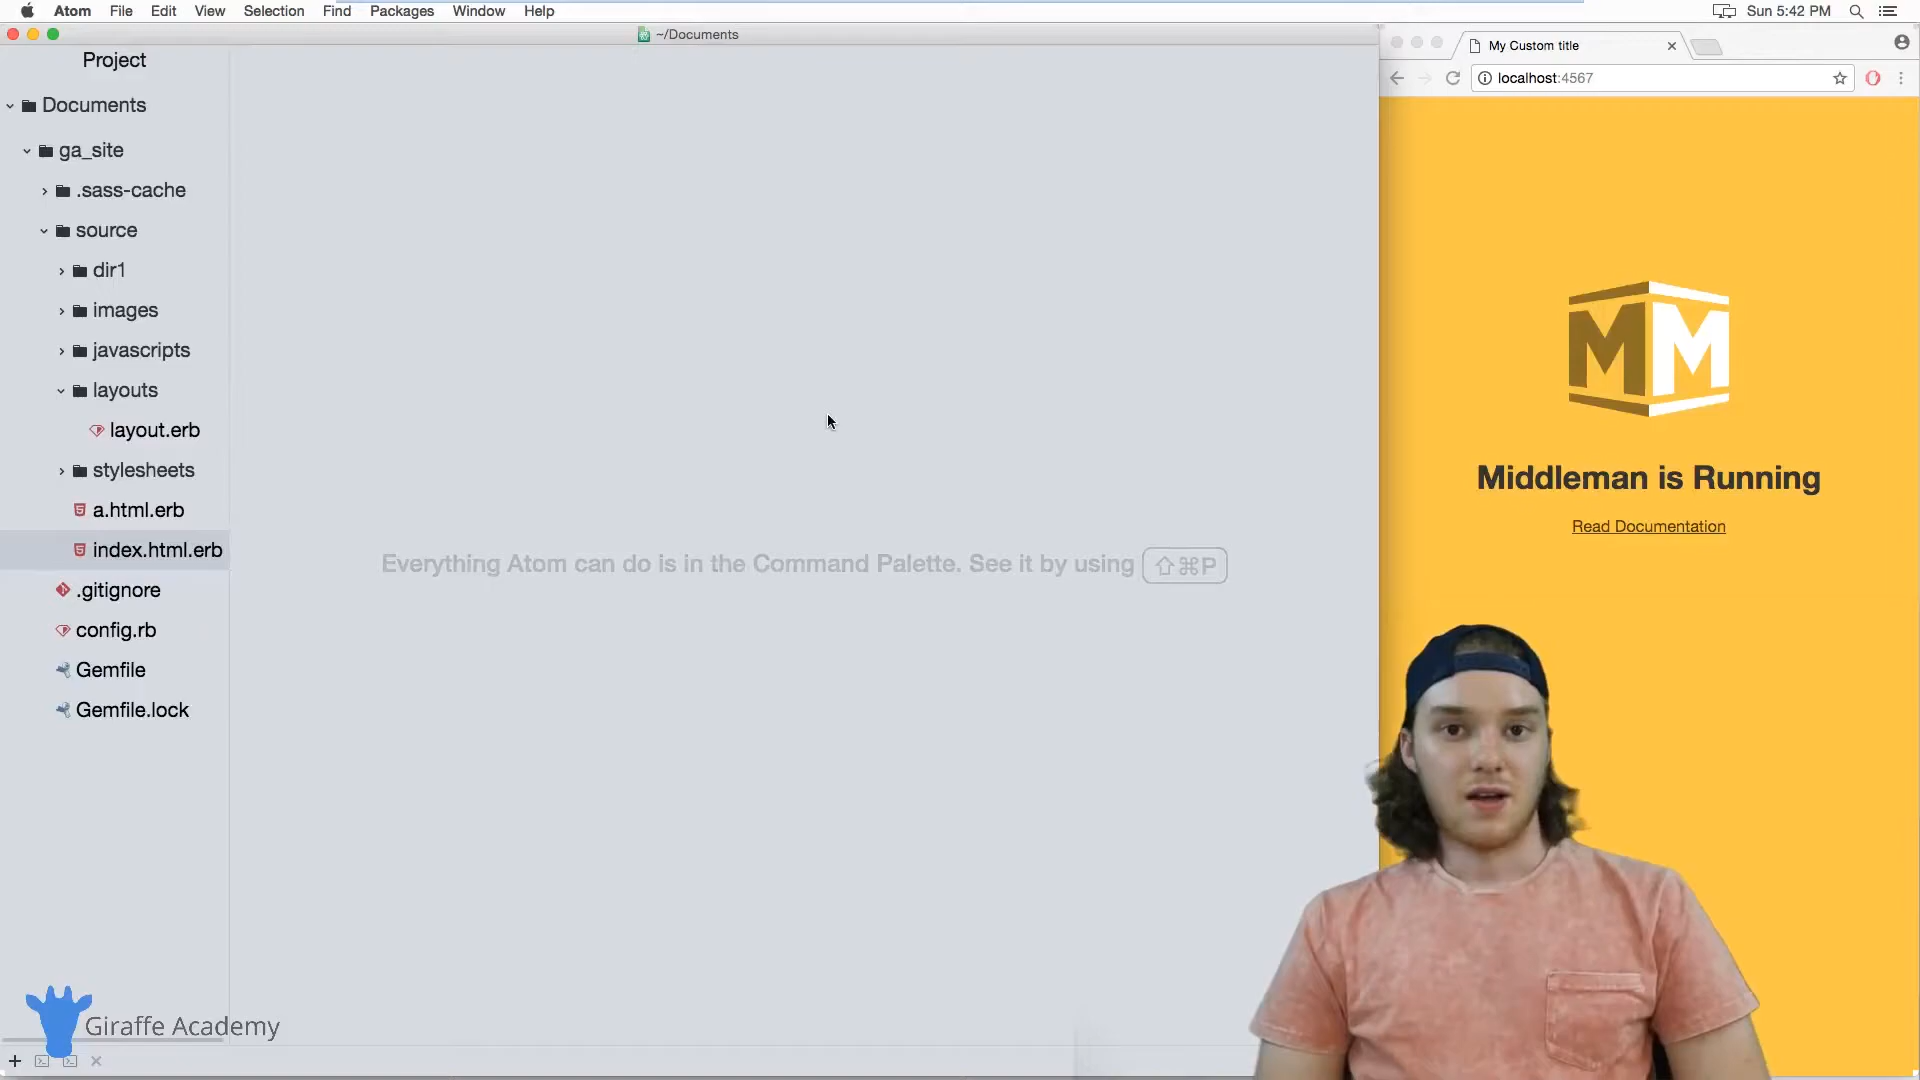 Atom File Edit View Selection Find Packages Window Help
Sun 5:42 PM
~/Documents
Project
Documents
ga_site
.sass-cache
source
dir1
images
javascripts
layouts
layout.erb
stylesheets
a.html.erb
index.html.erb
.gitignore
config.rb
Gemfile
Gemfile.lock
Everything Atom can do is in the Command Palette. See it by using ⇧⌘P
My Custom title
localhost:4567
MM
Middleman is Running
Read Documentation
Giraffe Academy